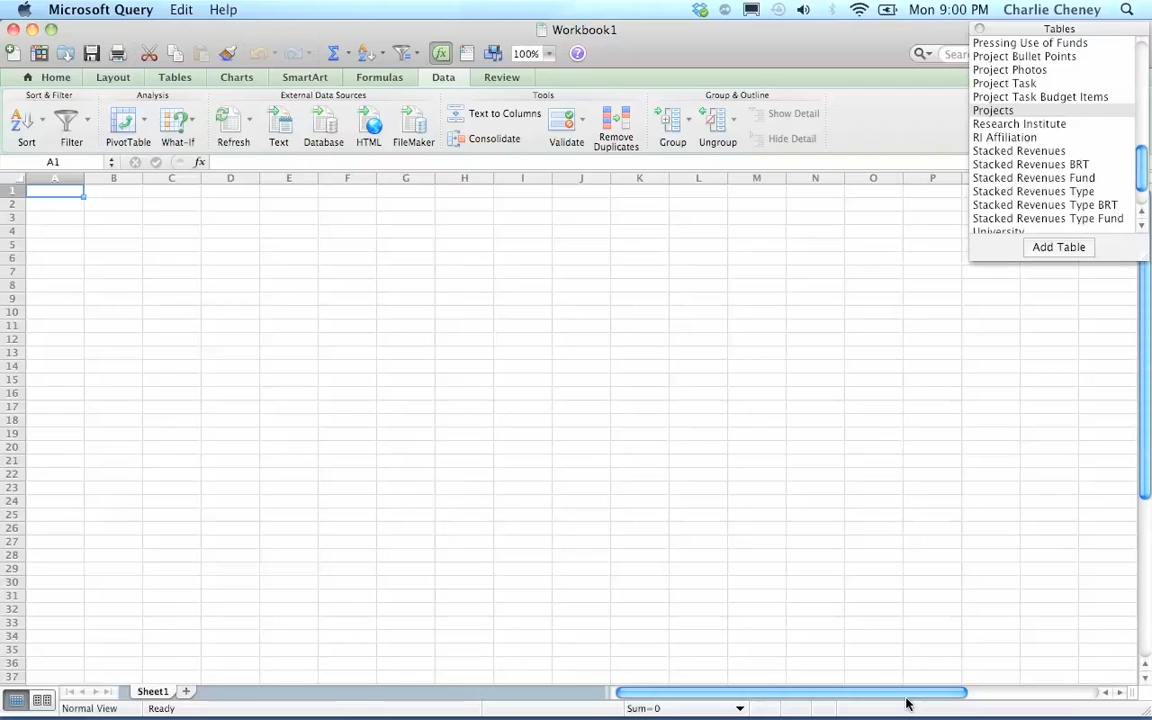 Microsoft Query Edit Help Mon 9:00 PM Charlie Cheney
Workbook1
Tables
100%
Sear
Home Layout Tables Charts SmartArt Formulas Data Review
Sort & Filter Analysis External Data Sources Tools Group & Outline
Sort Filter PivotTable What-If Refresh Text Database HTML FileMaker
Text to Columns
Consolidate
Validate Remove Duplicates
Group Ungroup
Show Detail
Hide Detail
Pressing Use of Funds
Project Bullet Points
Project Photos
Project Task
Project Task Budget Items
Projects
Research Institute
RI Affiliation
Stacked Revenues
Stacked Revenues BRT
Stacked Revenues Fund
Stacked Revenues Type
Stacked Revenues Type BRT
Stacked Revenues Type Fund
University
Add Table
A1 fx
A B C D E F G H I J K L M N O P
1
2
3
4
5
6
7
8
9
10
11
12
13
14
15
16
17
18
19
20
21
22
23
24
25
26
27
28
29
30
31
32
33
34
35
36
37
Sheet1
Normal View Ready Sum=0